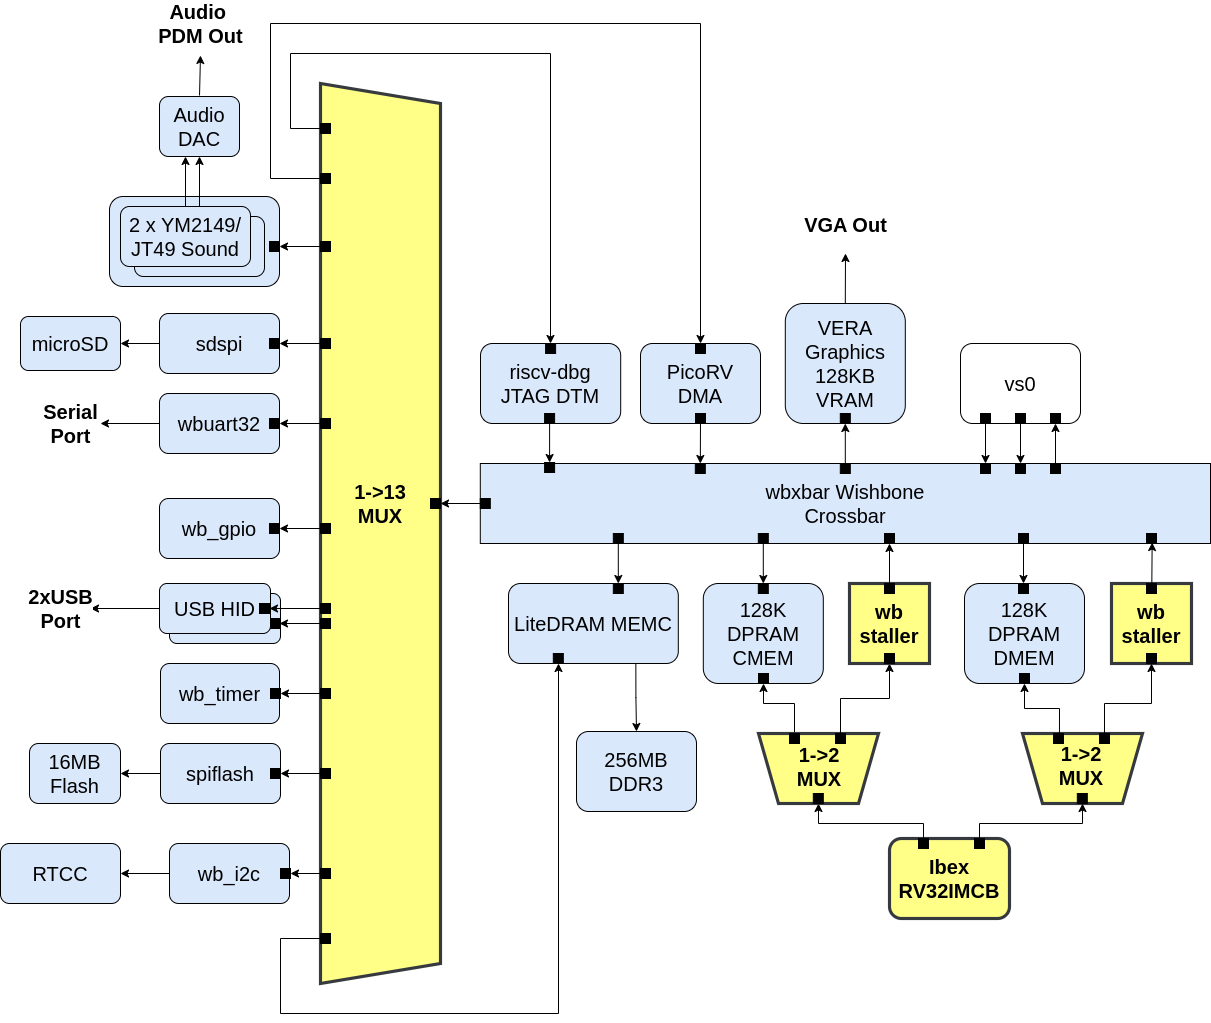 Audio
PDM Out
Audio
DAC
2 x YM2149/
JT49 Sound
microSD
sdspi
Serial
Port
wbuart32
wb_gpio
2xUSB
Port
USB HID
wb_timer
16MB
Flash
spiflash
RTCC
wb_i2c
1->13
MUX
riscv-dbg
JTAG DTM
PicoRV
DMA
VGA Out
VERA
Graphics
128KB
VRAM
vs0
wbxbar Wishbone
Crossbar
LiteDRAM MEMC
128K
DPRAM
CMEM
wb
staller
128K
DPRAM
DMEM
wb
staller
256MB
DDR3
1->2
MUX
1->2
MUX
Ibex
RV32IMCB